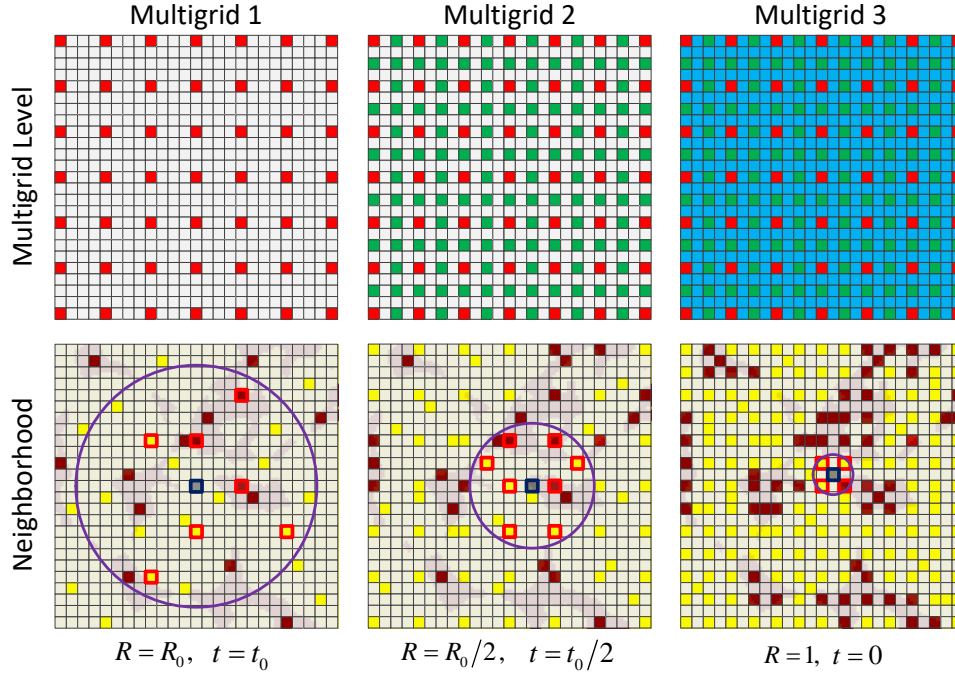 Multigrid 1 Multigrid 2 Multigrid 3
Multigrid Level
Neighborhood
R = R₀, t = t₀ R = R₀/2, t = t₀/2 R = 1, t = 0